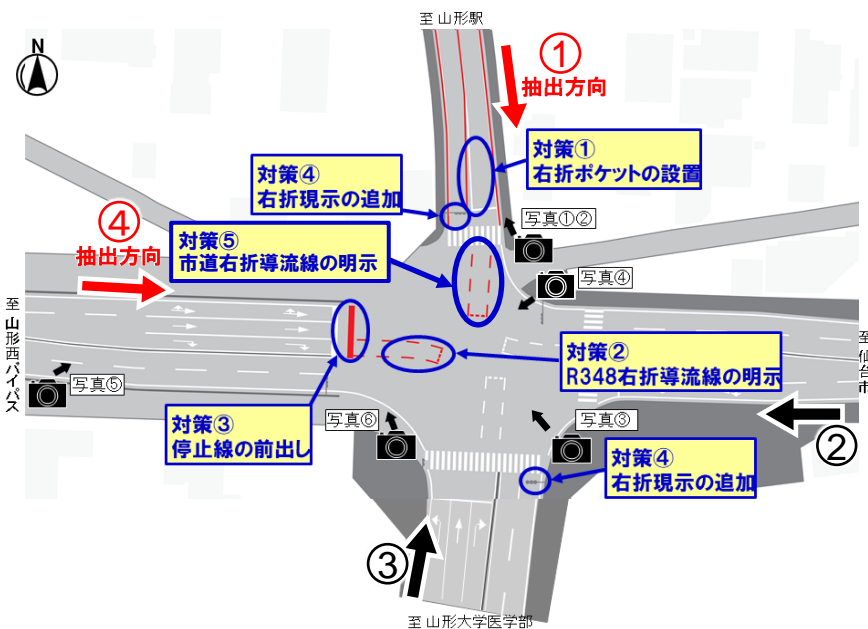 至 山形駅
N
①
抽出方向
対策①
右折ポケットの設置
対策④
右折現示の追加
写真①②
④
抽出方向
対策⑤
市道右折導流線の明示
写真④
至 山形西バイパス
至 仙台市
対策②
R348右折導流線の明示
写真⑤
対策③
停止線の前出し
写真⑥
写真③
②
対策④
右折現示の追加
③
至 山形大学医学部